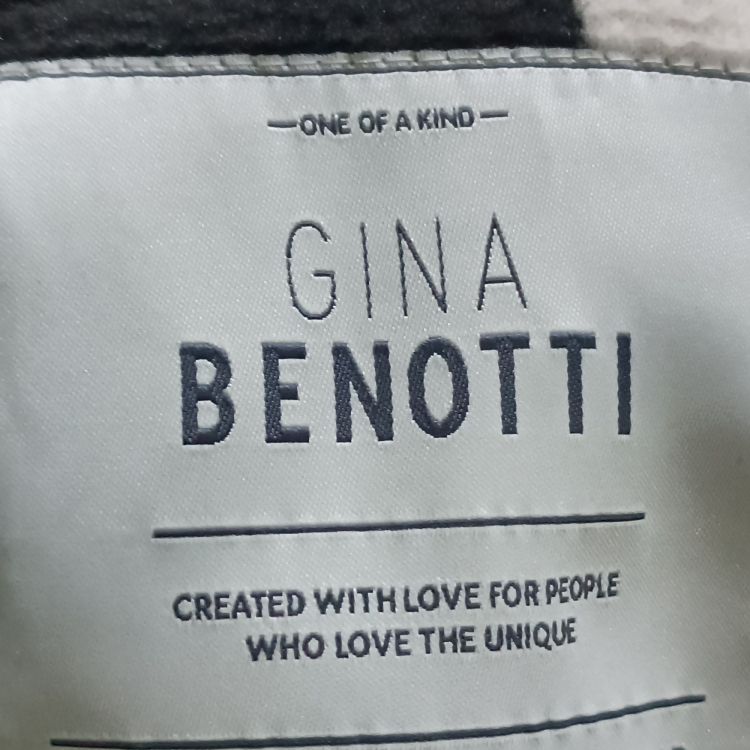 —ONE OF A KIND—
GINA
BENOTTI
CREATED WITH LOVE FOR PEOPLE
WHO LOVE THE UNIQUE